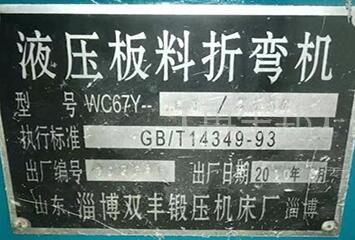 液压板料折弯机
型 号 WC67Y--
执行标准 GB/T14349-93
出厂编号 出厂日期 20 年 月
山东 淄博双丰锻压机床厂 淄博